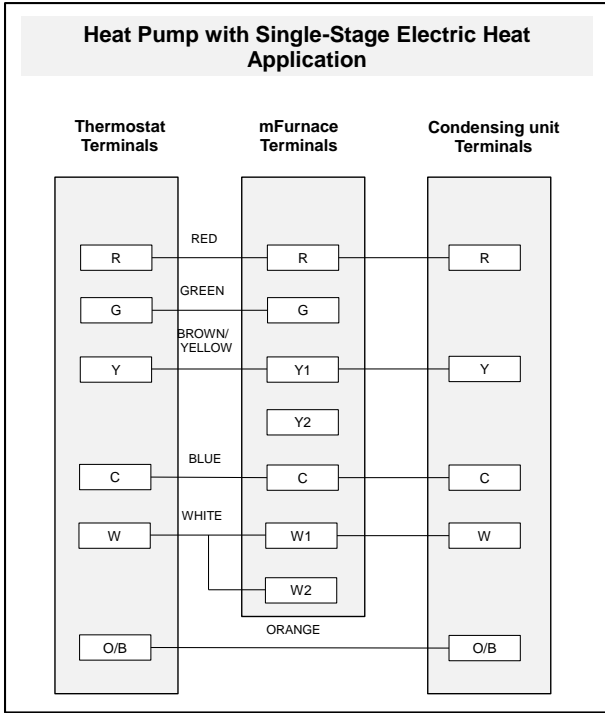 Heat Pump with Single-Stage Electric Heat
Application
Thermostat
Terminals
mFurnace
Terminals
Condensing unit
Terminals
RED
R
R
R
GREEN
G
G
BROWN/
YELLOW
Y
Y1
Y
Y2
BLUE
C
C
C
WHITE
W
W1
W
W2
ORANGE
O/B
O/B